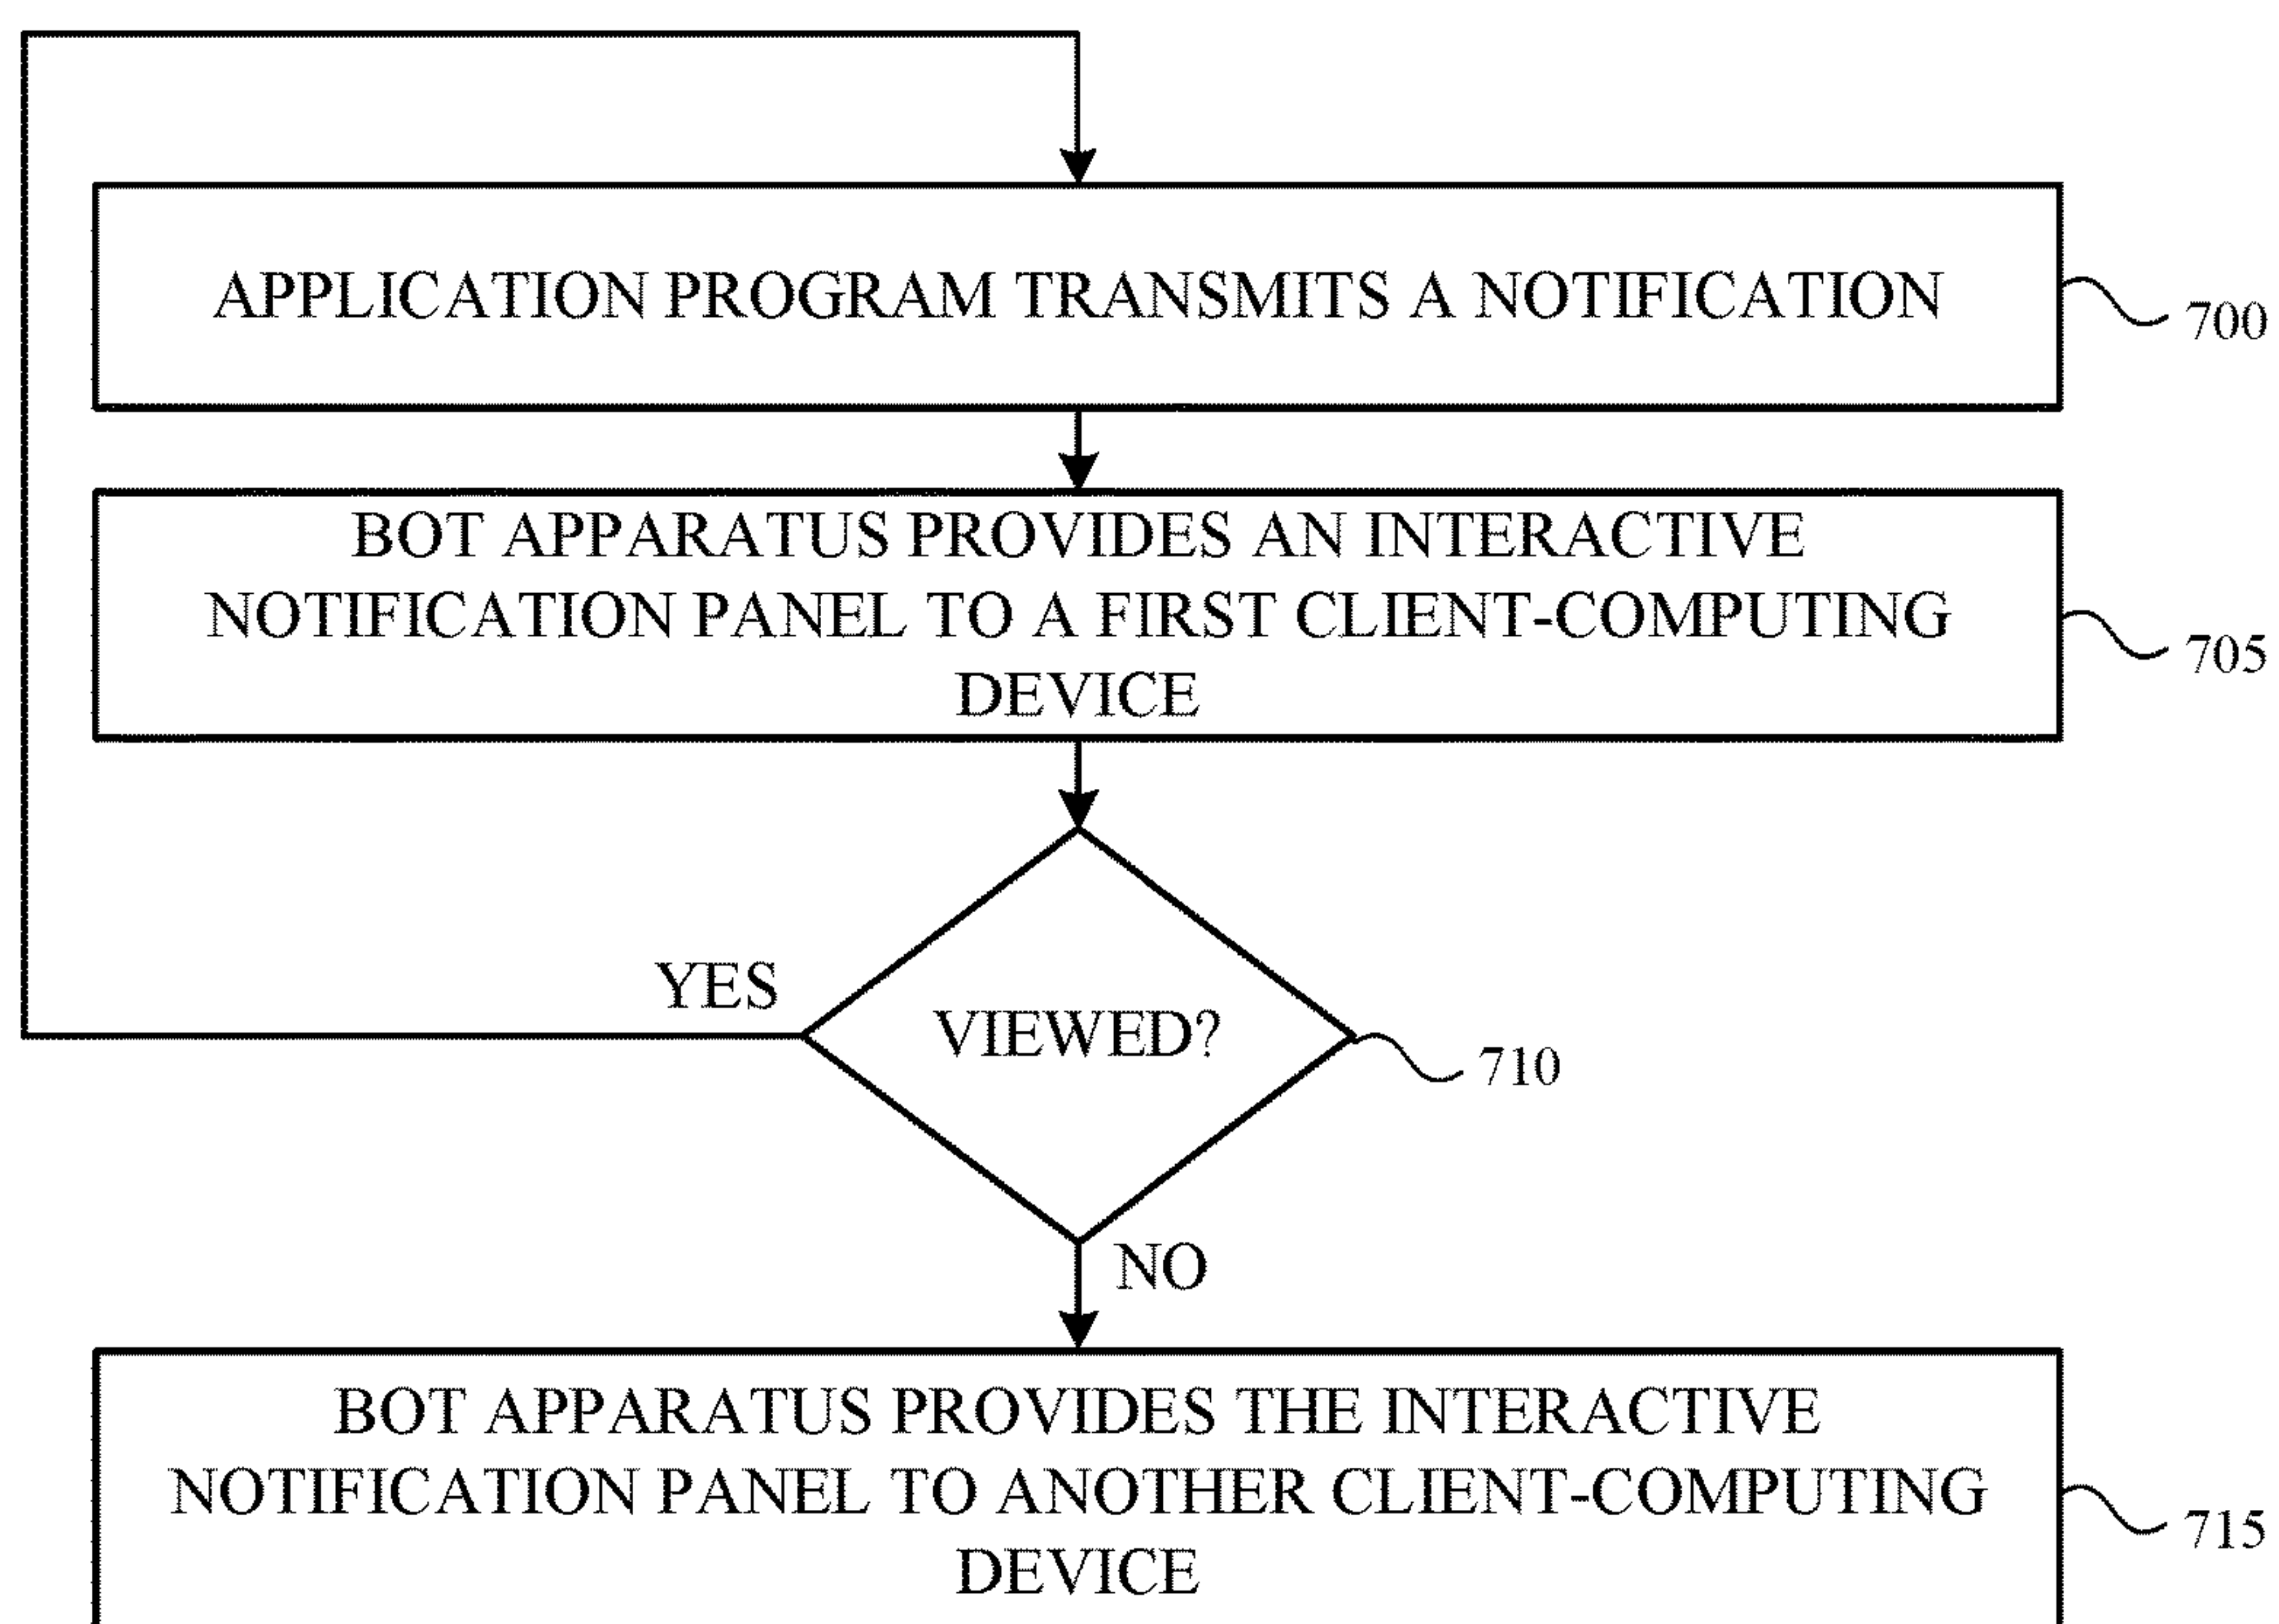 APPLICATION PROGRAM TRANSMITS A NOTIFICATION
700
BOT APPARATUS PROVIDES AN INTERACTIVE
NOTIFICATION PANEL TO A FIRST CLIENT-COMPUTING
DEVICE
705
YES
VIEWED?
710
NO
BOT APPARATUS PROVIDES THE INTERACTIVE
NOTIFICATION PANEL TO ANOTHER CLIENT-COMPUTING
DEVICE
715